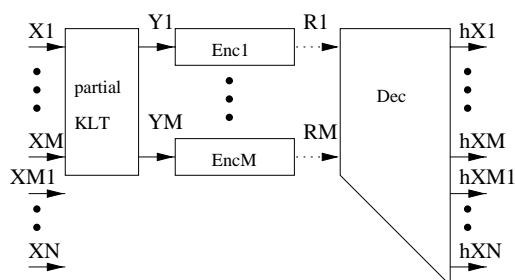 X1 Y1 R1 hX1
Enc1
partial
KLT
Dec
XM YM RM hXM
EncM
XM1 hXM1
XN hXN